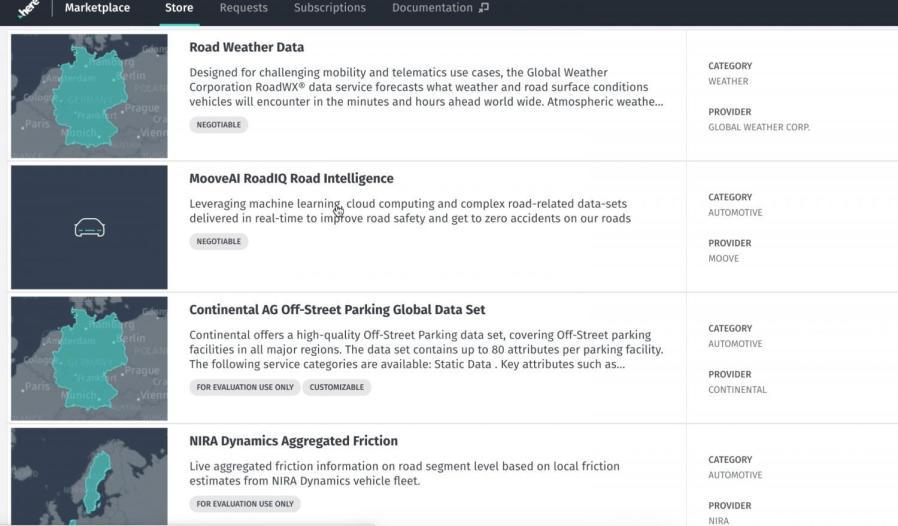 here Marketplace Store Requests Subscriptions Documentation
Road Weather Data
Designed for challenging mobility and telematics use cases, the Global Weather
Corporation RoadWX® data service forecasts what weather and road surface conditions
vehicles will encounter in the minutes and hours ahead world wide. Atmospheric weathe...
NEGOTIABLE
CATEGORY
WEATHER
PROVIDER
GLOBAL WEATHER CORP.
Hamburg
Amsterdam
Berlin
Cologne
GERMANY
Frankfurt
Prague
Paris
Munich
MooveAI RoadIQ Road Intelligence
Leveraging machine learning, cloud computing and complex road-related data-sets
delivered in real-time to improve road safety and get to zero accidents on our roads
NEGOTIABLE
CATEGORY
AUTOMOTIVE
PROVIDER
MOOVE
Continental AG Off-Street Parking Global Data Set
Continental offers a high-quality Off-Street Parking data set, covering Off-Street parking
facilities in all major regions. The data set contains up to 80 attributes per parking facility.
The following service categories are available: Static Data . Key attributes such as...
FOR EVALUATION USE ONLY CUSTOMIZABLE
CATEGORY
AUTOMOTIVE
PROVIDER
CONTINENTAL
Hamburg
Berlin
Frankfurt
Paris
Munich
NIRA Dynamics Aggregated Friction
Live aggregated friction information on road segment level based on local friction
estimates from NIRA Dynamics vehicle fleet.
FOR EVALUATION USE ONLY
CATEGORY
AUTOMOTIVE
PROVIDER
NIRA